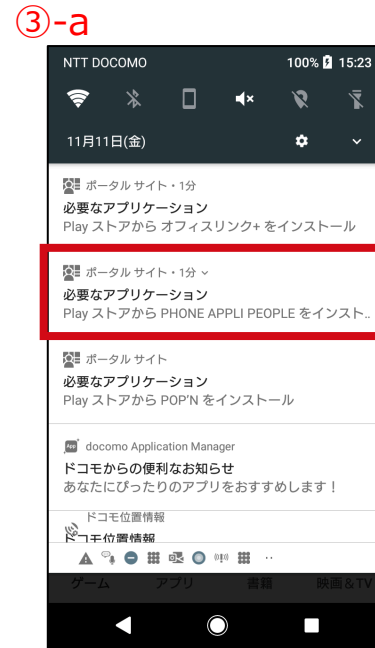 ③-a
NTT DOCOMO 100% 15:23
11月11日(金)
ポータル サイト・1分
必要なアプリケーション
Play ストアから オフィスリンク+ をインストール
ポータル サイト・1分
必要なアプリケーション
Play ストアから PHONE APPLI PEOPLE をインスト..
ポータル サイト
必要なアプリケーション
Play ストアから POP'N をインストール
App docomo Application Manager
ドコモからの便利なお知らせ
あなたにぴったりのアプリをおすすめします！
ドコモ位置情報
ドコモ位置情報
ゲーム アプリ 書籍 映画&TV